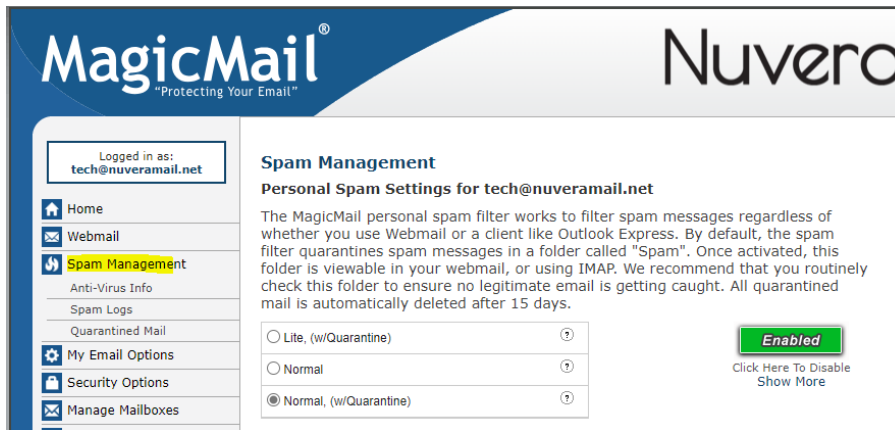 MagicMail®
"Protecting Your Email"
Nuvera
Logged in as:
tech@nuveramail.net
Home
Webmail
Spam Management
Anti-Virus Info
Spam Logs
Quarantined Mail
My Email Options
Security Options
Manage Mailboxes
Spam Management
Personal Spam Settings for tech@nuveramail.net
The MagicMail personal spam filter works to filter spam messages regardless of
whether you use Webmail or a client like Outlook Express. By default, the spam
filter quarantines spam messages in a folder called "Spam". Once activated, this
folder is viewable in your webmail, or using IMAP. We recommend that you routinely
check this folder to ensure no legitimate email is getting caught. All quarantined
mail is automatically deleted after 15 days.
Lite, (w/Quarantine) ?
Normal ?
Normal, (w/Quarantine) ?
Enabled
Click Here To Disable
Show More